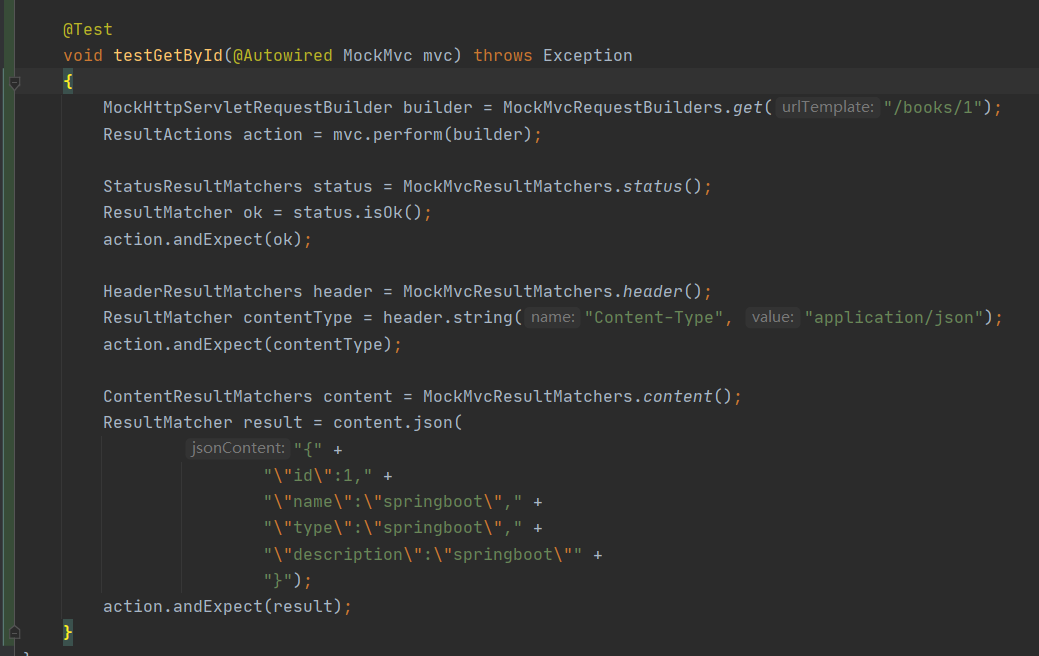 @Test
void testGetById(@Autowired MockMvc mvc) throws Exception
{
MockHttpServletRequestBuilder builder = MockMvcRequestBuilders.get( urlTemplate: "/books/1");
ResultActions action = mvc.perform(builder);
StatusResultMatchers status = MockMvcResultMatchers.status();
ResultMatcher ok = status.isOk();
action.andExpect(ok);
HeaderResultMatchers header = MockMvcResultMatchers.header();
ResultMatcher contentType = header.string( name: "Content-Type", value: "application/json");
action.andExpect(contentType);
ContentResultMatchers content = MockMvcResultMatchers.content();
ResultMatcher result = content.json(
jsonContent: "{" +
"\"id\":1," +
"\"name\":\"springboot\"," +
"\"type\":\"springboot\"," +
"\"description\":\"springboot\"" +
"}");
action.andExpect(result);
}